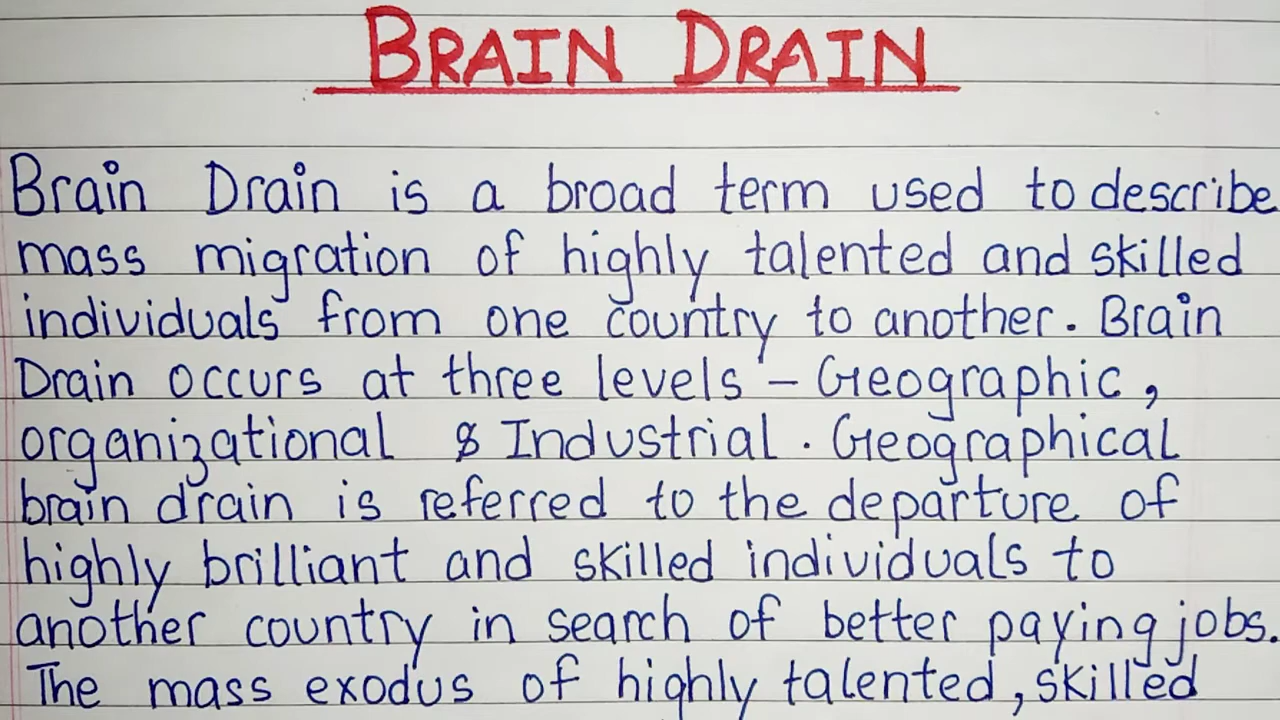 BRAIN DRAIN
Brain Drain is a broad term used to describe
mass migration of highly talented and skilled
individuals from one country to another. Brain
Drain occurs at three levels - Geographic,
organizational & Industrial. Geographical
brain drain is referred to the departure of
highly brilliant and skilled individuals to
another country in search of better paying jobs.
The mass exodus of highly talented, skilled